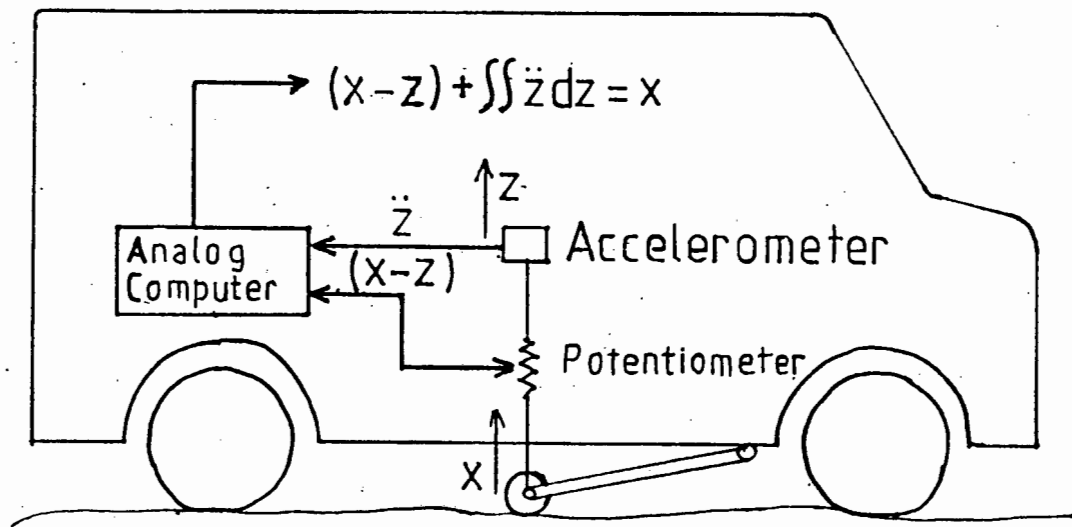 (x-z) + ∫∫ z̈ dz = x
z
z̈
Accelerometer
Analog
Computer
(x-z)
Potentiometer
x